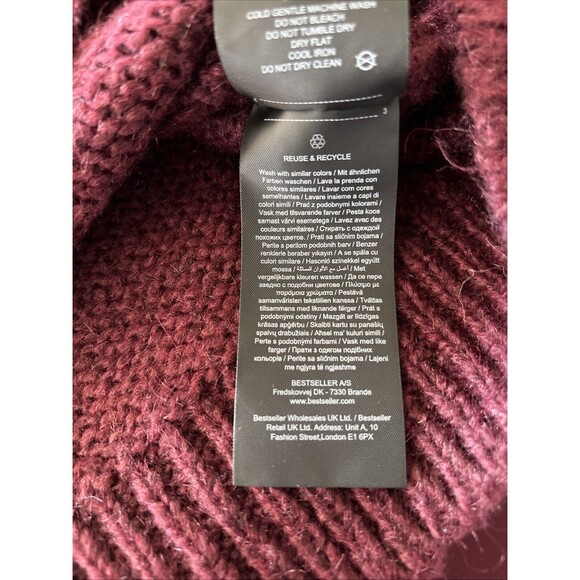 COLD GENTLE MACHINE WASH
DO NOT BLEACH
DO NOT TUMBLE DRY
DRY FLAT
COOL IRON
DO NOT DRY CLEAN
3
REUSE & RECYCLE
Wash with similar colors / Mit ähnlichen
Farben waschen / Lava la prenda con
colores similares / Lavar com cores
semelhantes / Lavare insieme a capi di
colori simili / Prać z podobnymi kolorami /
Vask med tilsvarende farver / Pesta koos
sarnast värvi esemetega / Lavez avec des
couleurs similaires / Стирать с одеждой
похожих цветов. / Prati sa sličnim bojama /
Perite s perilom podobnih barv / Benzer
renklerle beraber yıkayın / A se spăla cu
culori similare / Hasonló színekkel együtt
mossa / أغسل مع الألوان المماثلة / Met
vergelijkbare kleuren wassen / Да се пере
заедно с подобни цветове / Πλύσιμο με
παρόμοια χρώματα / Pestävä
samanväristen tekstiilien kanssa / Tvättas
tillsammans med liknande färger / Prát s
podobnými odstíny / Mazgāt ar līdzīgas
krāsas apģērbu / Skalbti kartu su panašių
spalvų drabužiais / Ahsel ma' kuluri simili /
Perte s podobnými farbami / Vask med like
farger / Прати з одягом подібних
кольорів / Perite sa sličnim bojama / Lajeni
me ngjyra të ngjashme
BESTSELLER A/S
Fredskovvej DK - 7330 Brande
www.bestseller.com
Bestseller Wholesales UK Ltd. / Bestseller
Retail UK Ltd. Address: Unit A, 10
Fashion Street,London E1 6PX